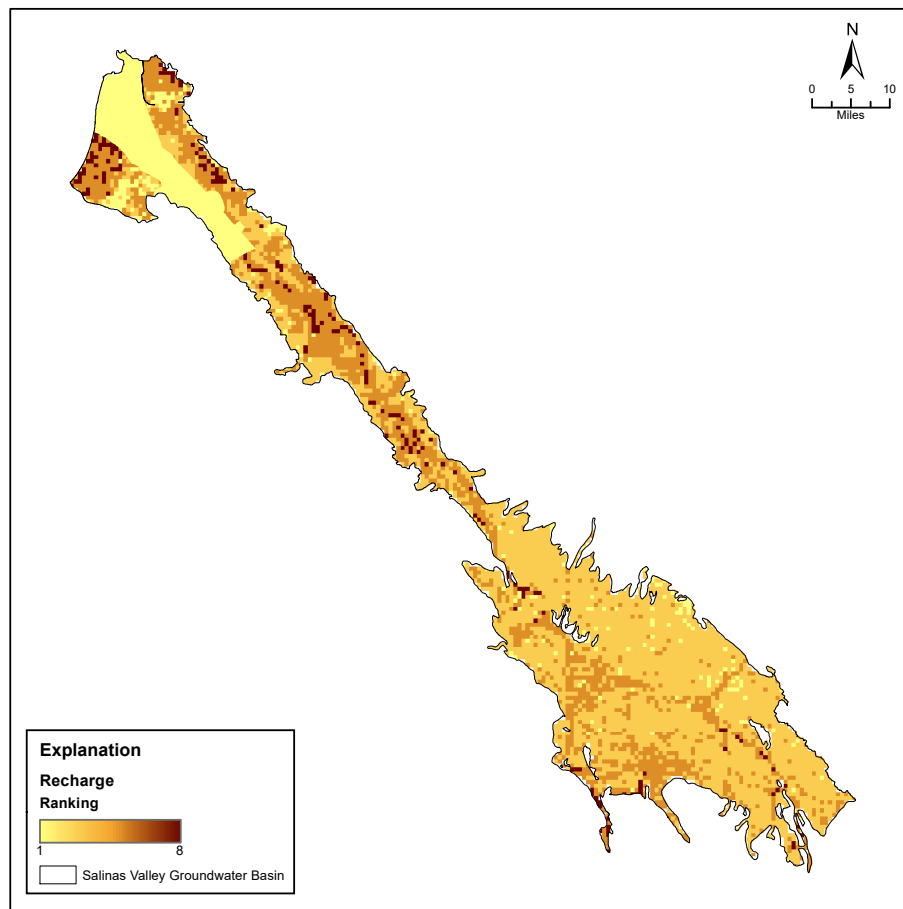 N
0 5 10
Miles
Explanation
Recharge
Ranking
1 8
Salinas Valley Groundwater Basin